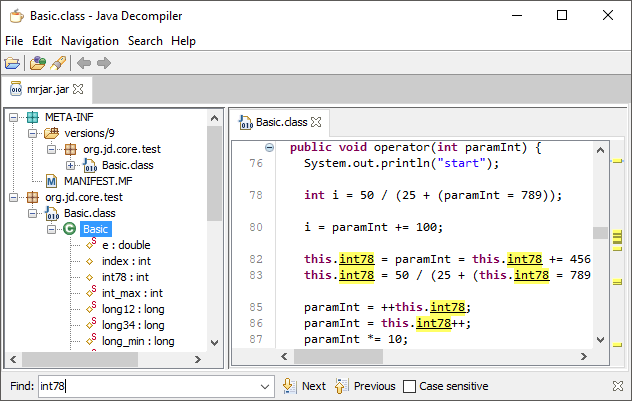 Basic.class - Java Decompiler
File Edit Navigation Search Help
mrjar.jar
META-INF
versions/9
org.jd.core.test
Basic.class
MANIFEST.MF
org.jd.core.test
Basic.class
Basic
e : double
index : int
int78 : int
int_max : int
long12 : long
long34 : long
long_min : long
Basic.class
public void operator(int paramInt) {
76 System.out.println("start");
78 int i = 50 / (25 + (paramInt = 789));
80 i = paramInt += 100;
82 this.int78 = paramInt = this.int78 += 456
83 this.int78 = 50 / (25 + (this.int78 = 789
85 paramInt = ++this.int78;
86 paramInt = this.int78++;
87 paramInt *= 10;
Find: int78 Next Previous Case sensitive